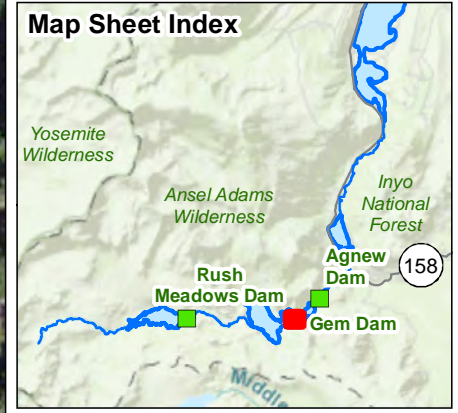 Map Sheet Index
Yosemite
Wilderness
Ansel Adams
Wilderness
Inyo
National
Forest
Agnew
Dam
158
Rush
Meadows Dam
Gem Dam
Middle